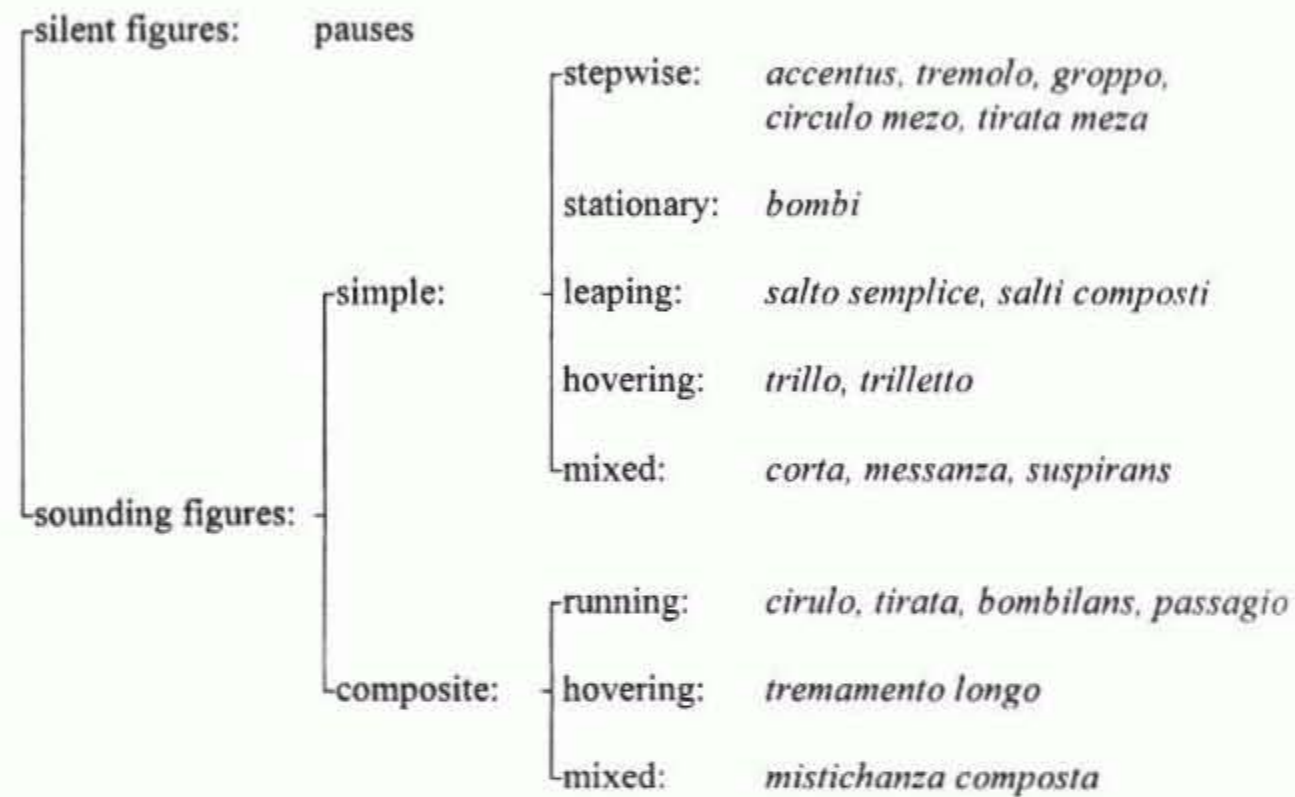 silent figures: pauses
stepwise: accentus, tremolo, groppo,
circulo mezo, tirata meza
stationary: bombi
simple: leaping: salto semplice, salti composti
hovering: trillo, trilletto
mixed: corta, messanza, suspirans
sounding figures:
running: cirulo, tirata, bombilans, passagio
composite: hovering: tremamento longo
mixed: mistichanza composta